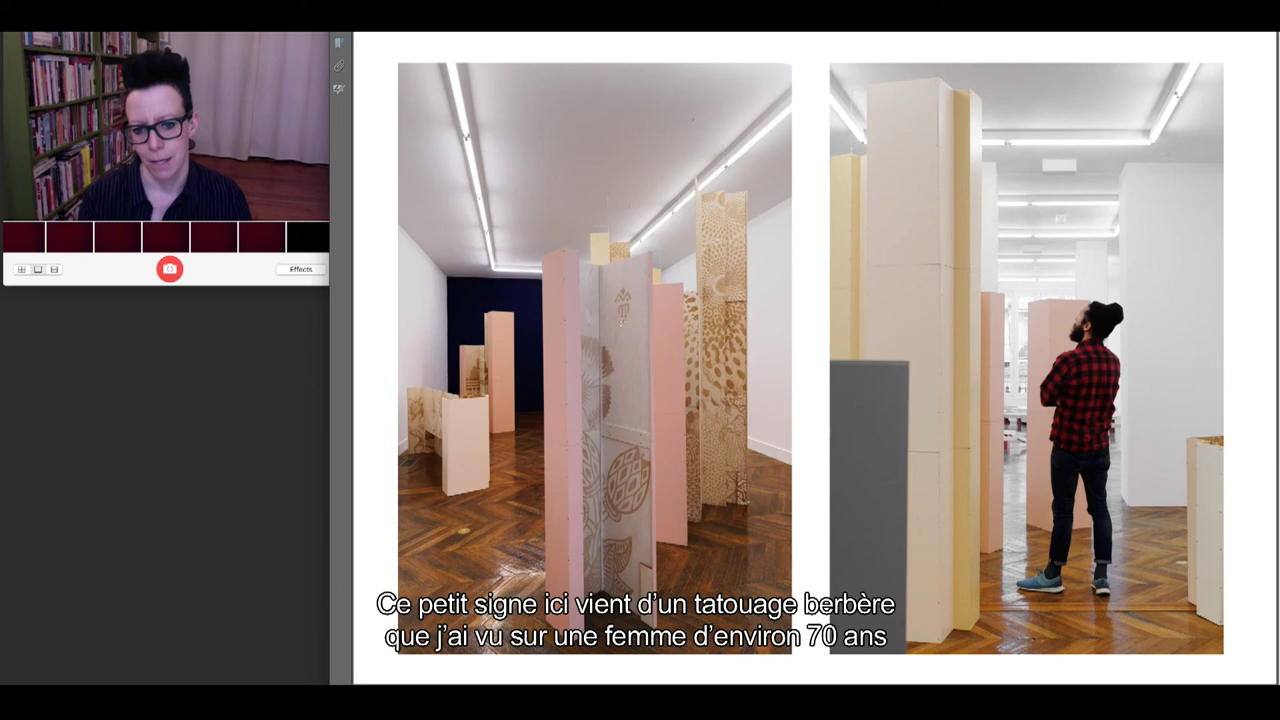 Effects
Ce petit signe ici vient d’un tatouage berbère
que j’ai vu sur une femme d’environ 70 ans